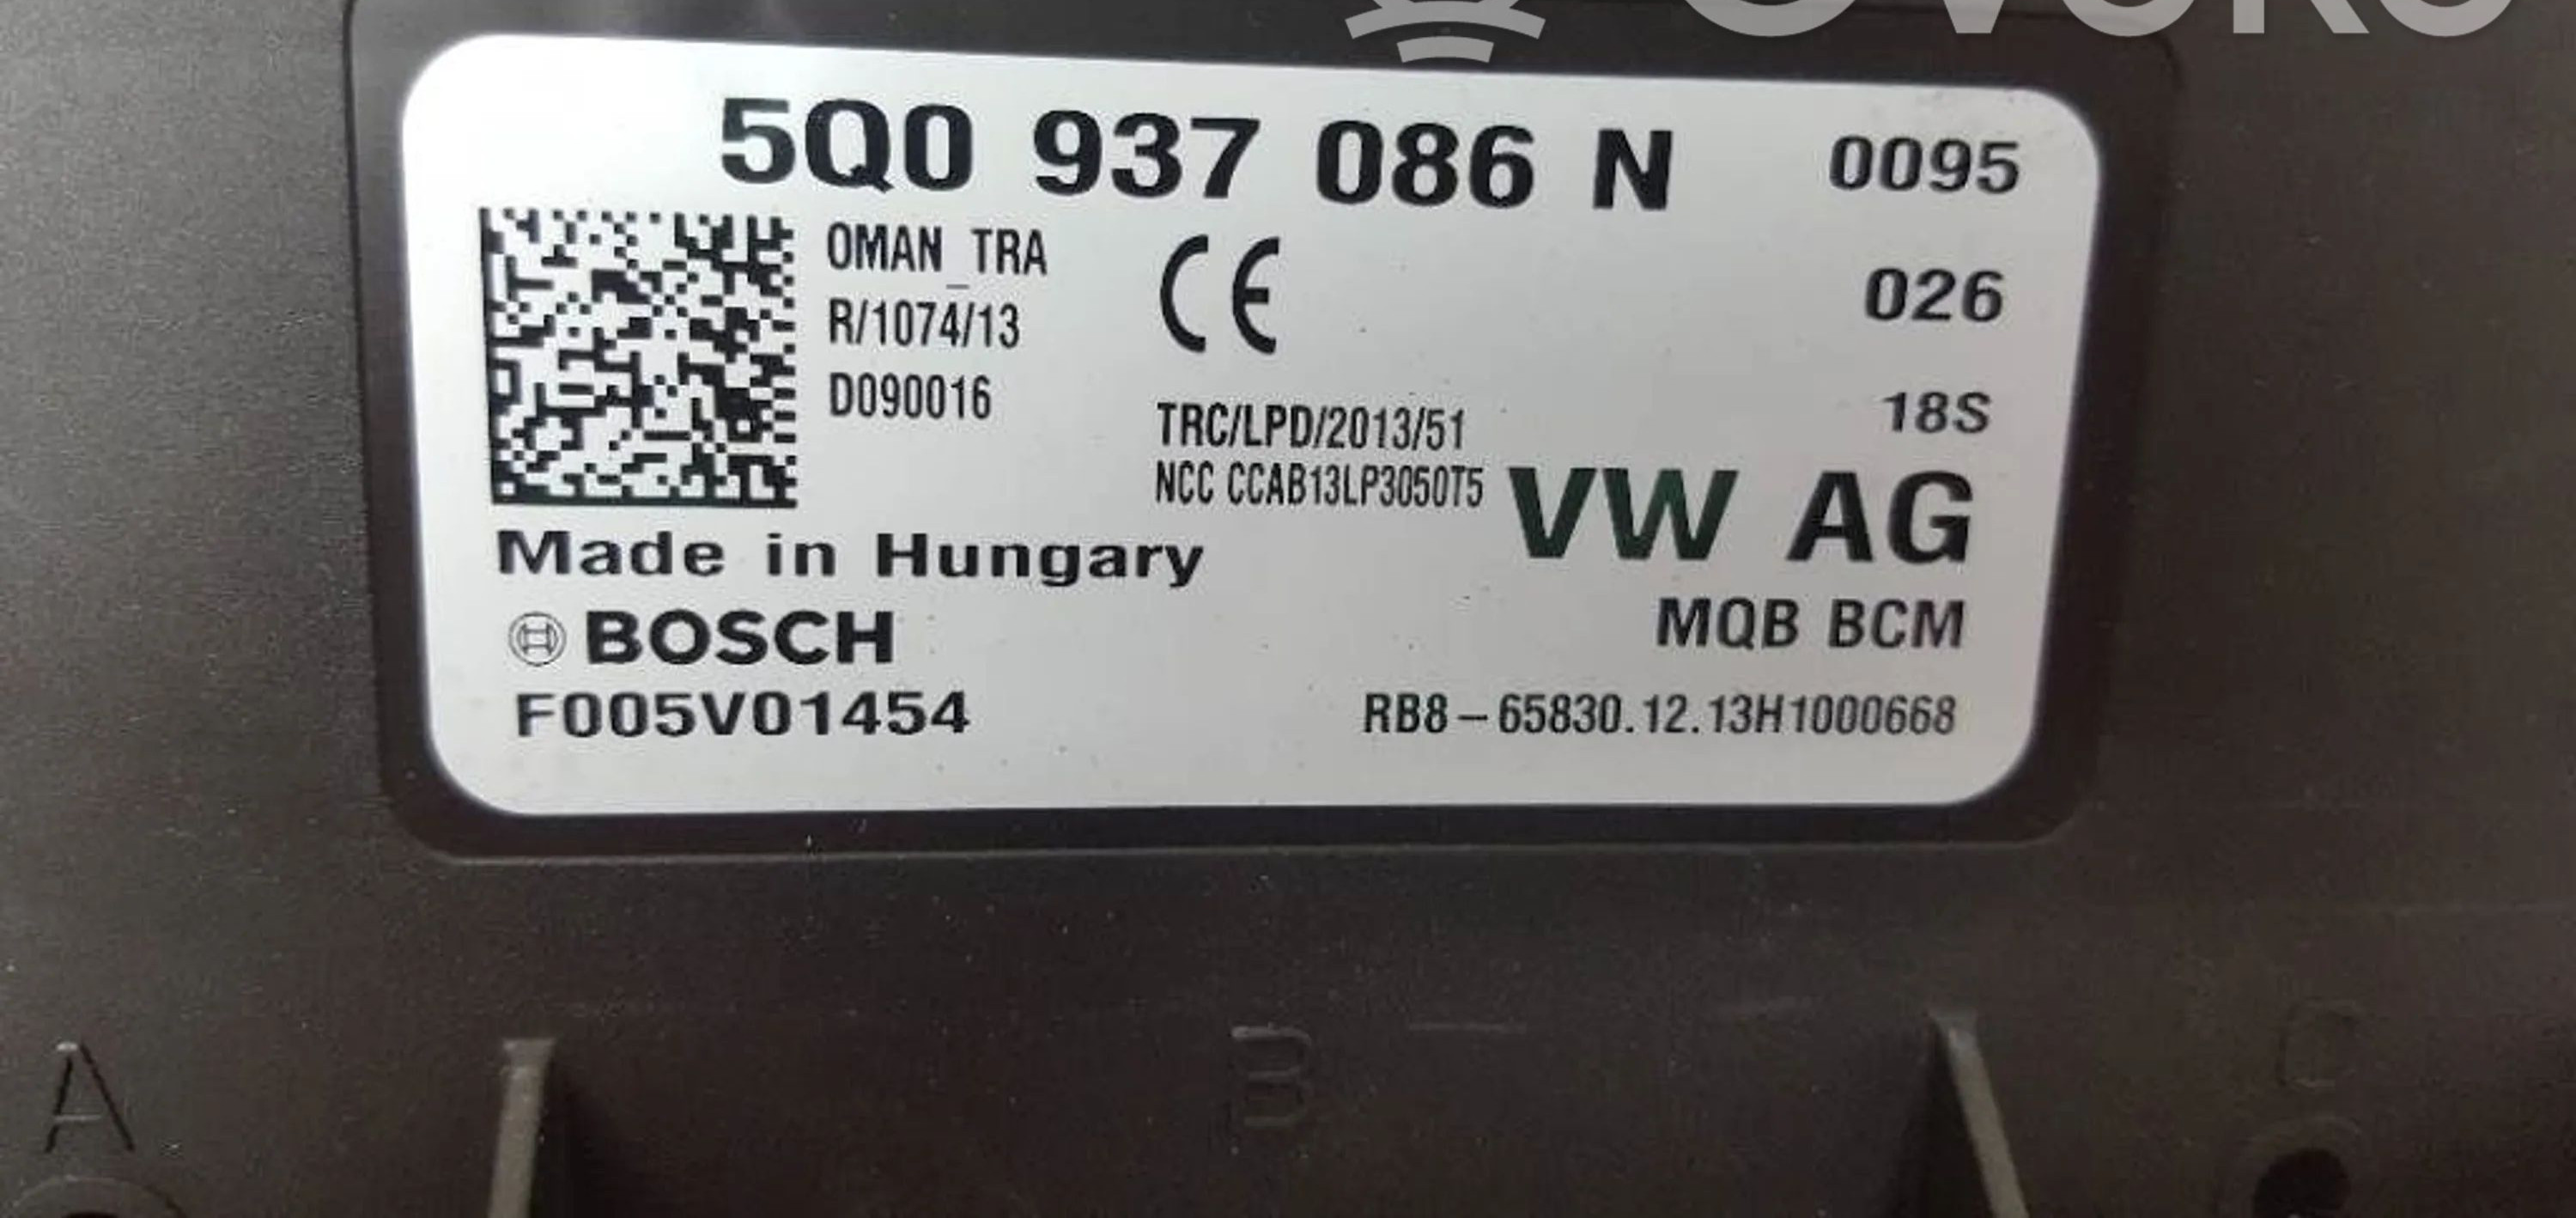 5Q0 937 086 N 0095
OMAN_TRA
R/1074/13
D090016
CE
026
18S
TRC/LPD/2013/51
NCC CCAB13LP3050T5
VW AG
Made in Hungary
MQB BCM
BOSCH
F005V01454
RB8-65830.12.13H1000668
A
B
C